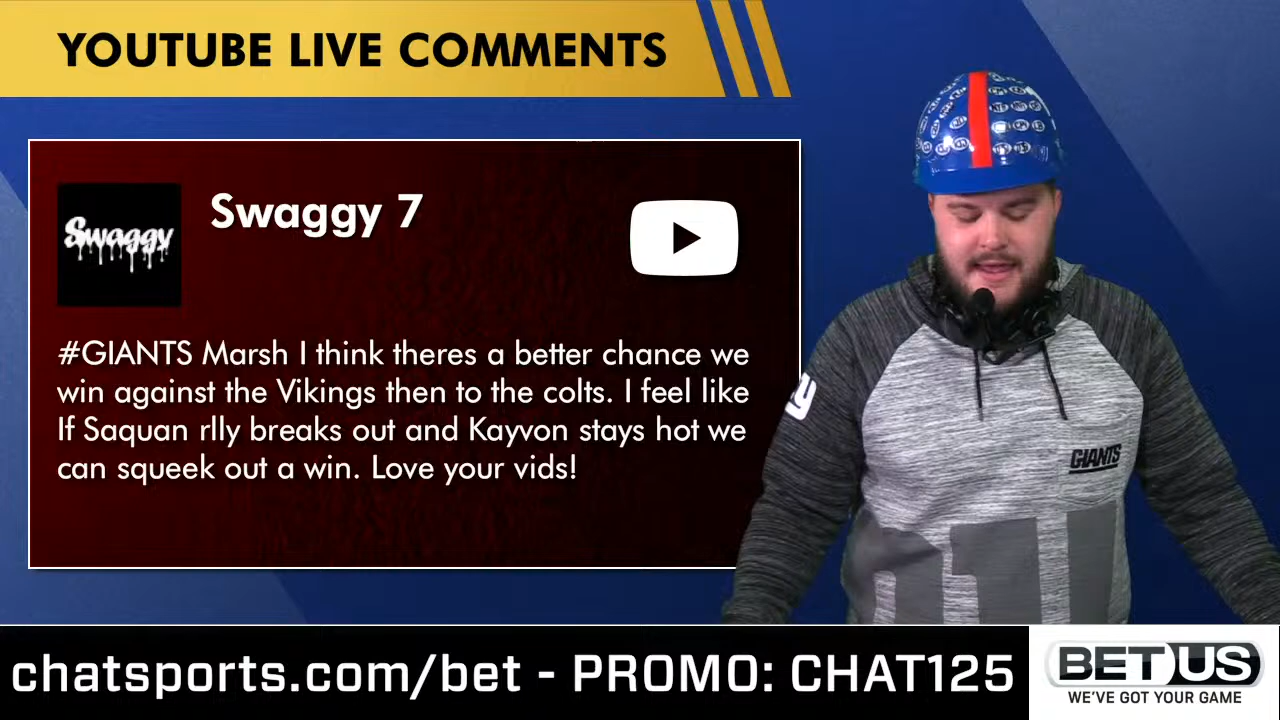 YOUTUBE LIVE COMMENTS
Swaggy
Swaggy 7
#GIANTS Marsh I think theres a better chance we
win against the Vikings then to the colts. I feel like
If Saquan rlly breaks out and Kayvon stays hot we
can squeek out a win. Love your vids!
GIANTS
chatsports.com/bet - PROMO: CHAT125
BETUS
WE'VE GOT YOUR GAME